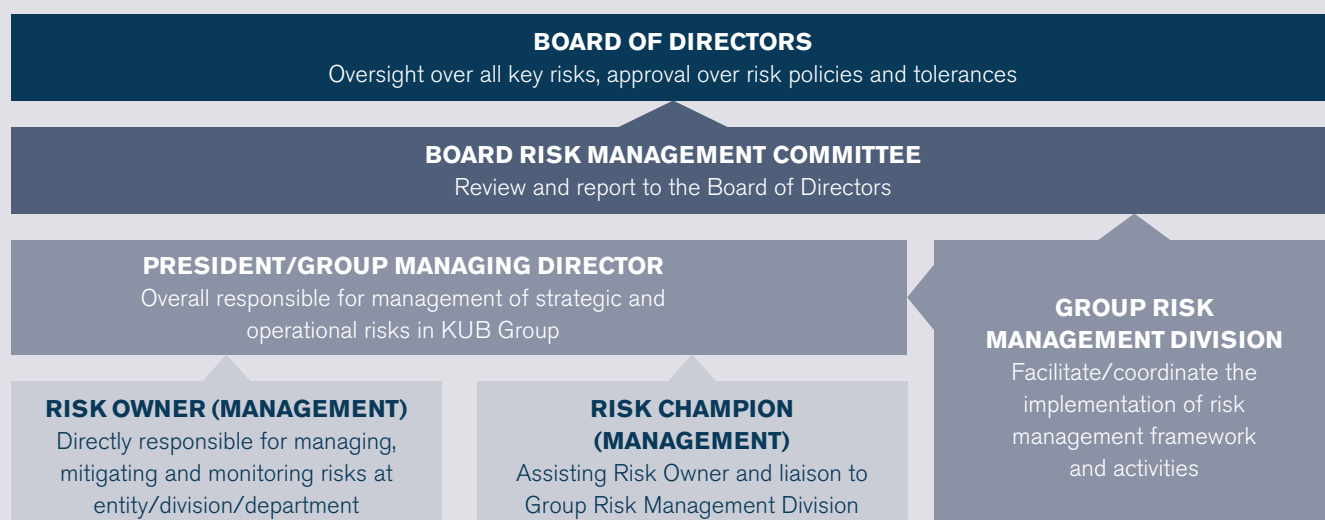 BOARD OF DIRECTORS
Oversight over all key risks, approval over risk policies and tolerances
BOARD RISK MANAGEMENT COMMITTEE
Review and report to the Board of Directors
PRESIDENT/GROUP MANAGING DIRECTOR
Overall responsible for management of strategic and
operational risks in KUB Group
GROUP RISK
MANAGEMENT DIVISION
Facilitate/coordinate the
implementation of risk
management framework
and activities
RISK OWNER (MANAGEMENT)
Directly responsible for managing,
mitigating and monitoring risks at
entity/division/department
RISK CHAMPION
(MANAGEMENT)
Assisting Risk Owner and liaison to
Group Risk Management Division